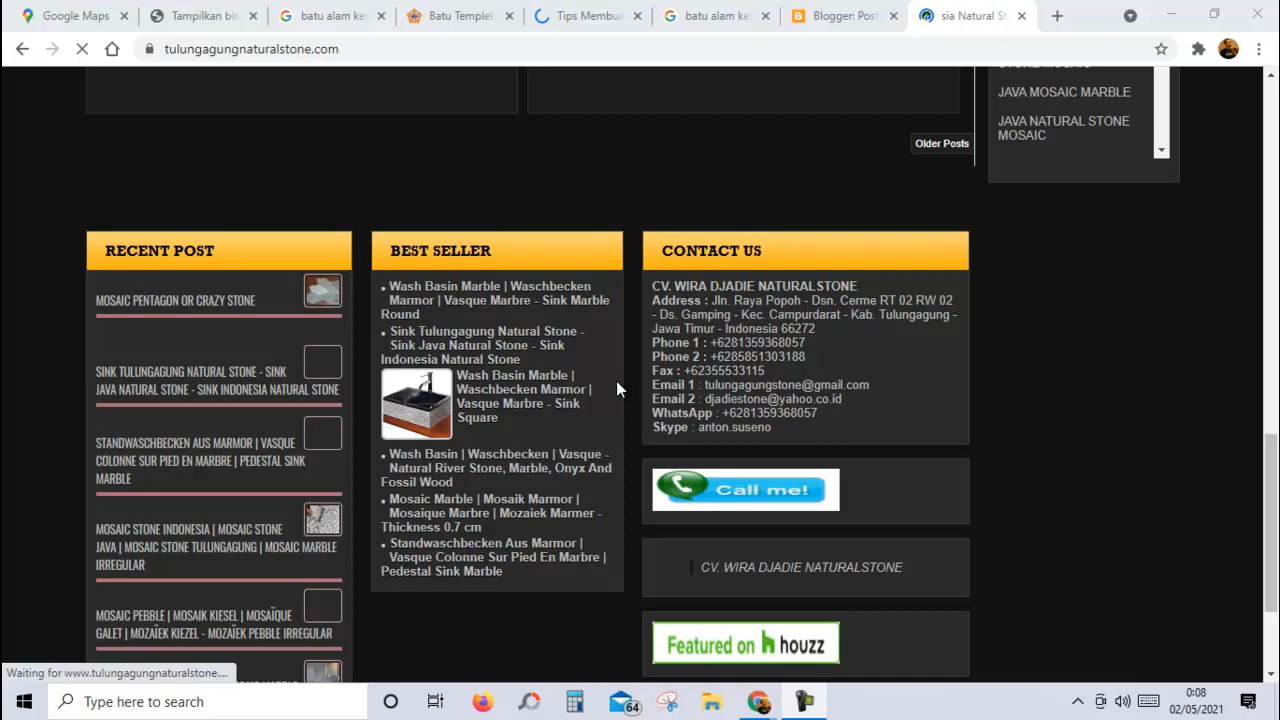 Google Maps
Tampilkan bis
batu alam kel
Batu Templek
Tips Membua
batu alam kel
Blogger: Post
sia Natural St
tulungagungnaturalstone.com
JAVA MOSAIC MARBLE
JAVA NATURAL STONE
MOSAIC
Older Posts
RECENT POST
MOSAIC PENTAGON OR CRAZY STONE
SINK TULUNGAGUNG NATURAL STONE - SINK
JAVA NATURAL STONE - SINK INDONESIA NATURAL STONE
STANDWASCHBECKEN AUS MARMOR | VASQUE
COLONNE SUR PIED EN MARBRE | PEDESTAL SINK
MARBLE
MOSAIC STONE INDONESIA | MOSAIC STONE
JAVA | MOSAIC STONE TULUNGAGUNG | MOSAIC MARBLE
IRREGULAR
MOSAIC PEBBLE | MOSAIK KIESEL | MOSAÏQUE
GALET | MOZAÏEK KIEZEL - MOZAÏEK PEBBLE IRREGULAR
BEST SELLER
Wash Basin Marble | Waschbecken
Marmor | Vasque Marbre - Sink Marble
Round
Sink Tulungagung Natural Stone -
Sink Java Natural Stone - Sink
Indonesia Natural Stone
Wash Basin Marble |
Waschbecken Marmor |
Vasque Marbre - Sink
Square
Wash Basin | Waschbecken | Vasque -
Natural River Stone, Marble, Onyx And
Fossil Wood
Mosaic Marble | Mosaik Marmor |
Mosaique Marbre | Mozaiek Marmer -
Thickness 0.7 cm
Standwaschbecken Aus Marmor |
Vasque Colonne Sur Pied En Marbre |
Pedestal Sink Marble
CONTACT US
CV. WIRA DJADIE NATURALSTONE
Address : Jln. Raya Popoh - Dsn. Cerme RT 02 RW 02
- Ds. Gamping - Kec. Campurdarat - Kab. Tulungagung -
Jawa Timur - Indonesia 66272
Phone 1 : +6281359368057
Phone 2 : +6285851303188
Fax : +62355533115
Email 1 : tulungagungstone@gmail.com
Email 2 : djadiestone@yahoo.co.id
WhatsApp : +6281359368057
Skype : anton.suseno
Call me!
CV. WIRA DJADIE NATURALSTONE
Featured on houzz
Waiting for www.tulungagungnaturalstone....
Type here to search
64
0:08
02/05/2021